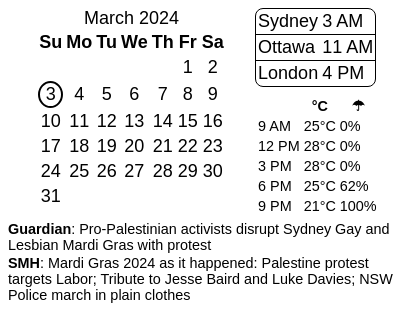 March 2024
Su Mo Tu We Th Fr Sa
1 2
3 4 5 6 7 8 9
10 11 12 13 14 15 16
17 18 19 20 21 22 23
24 25 26 27 28 29 30
31
Sydney 3 AM
Ottawa 11 AM
London 4 PM
°C ☂
9 AM 25°C 0%
12 PM 28°C 0%
3 PM 28°C 0%
6 PM 25°C 62%
9 PM 21°C 100%
Guardian: Pro-Palestinian activists disrupt Sydney Gay and
Lesbian Mardi Gras with protest
SMH: Mardi Gras 2024 as it happened: Palestine protest
targets Labor; Tribute to Jesse Baird and Luke Davies; NSW
Police march in plain clothes